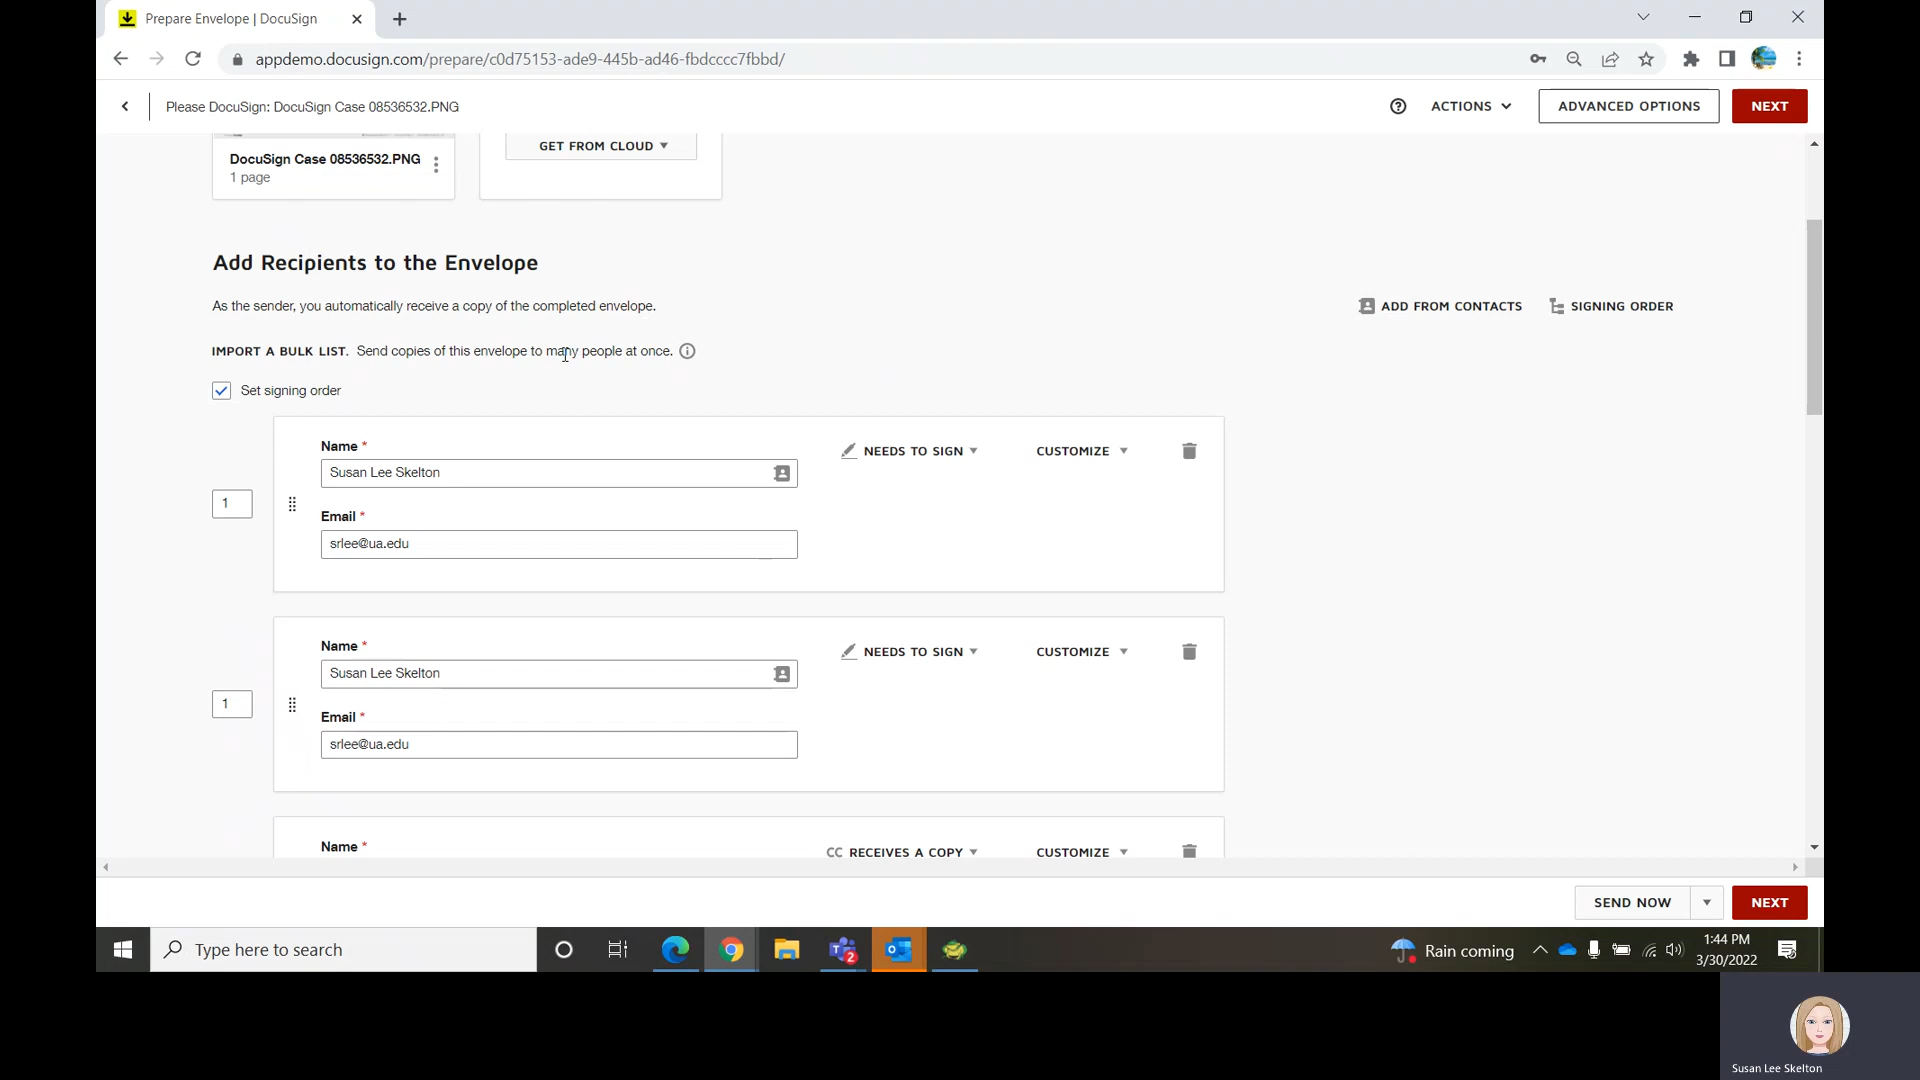 Prepare Envelope | DocuSign
appdemo.docusign.com/prepare/c0d75153-ade9-445b-ad46-fbdcccc7fbbd/
Please DocuSign: DocuSign Case 08536532.PNG
ACTIONS
ADVANCED OPTIONS
NEXT
DocuSign Case 08536532.PNG
1 page
GET FROM CLOUD
Add Recipients to the Envelope
As the sender, you automatically receive a copy of the completed envelope.
ADD FROM CONTACTS
SIGNING ORDER
IMPORT A BULK LIST. Send copies of this envelope to many people at once.
Set signing order
1
Name *
Susan Lee Skelton
NEEDS TO SIGN
CUSTOMIZE
Email *
srlee@ua.edu
1
Name *
Susan Lee Skelton
NEEDS TO SIGN
CUSTOMIZE
Email *
srlee@ua.edu
Name *
CC RECEIVES A COPY
CUSTOMIZE
SEND NOW
NEXT
Type here to search
2
Rain coming
1:44 PM
3/30/2022
Susan Lee Skelton